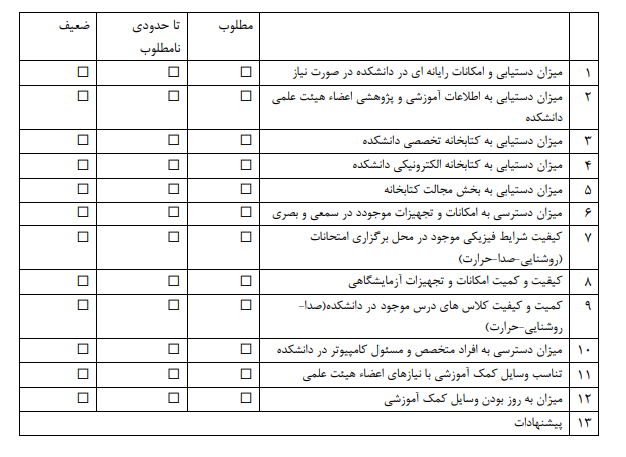 مطلوب تا حدودی ضعیف
نامطلوب
۱ میزان دستیابی و امکانات رایانه ای در دانشکده در صورت نیاز ☐ ☐ ☐
۲ میزان دستیابی به اطلاعات آموزشی و پژوهشی اعضاء هیئت علمی ☐ ☐ ☐
دانشکده
۳ میزان دستیابی به کتابخانه تخصصی دانشکده ☐ ☐ ☐
۴ میزان دستیابی به کتابخانه الکترونیکی دانشکده ☐ ☐ ☐
۵ میزان دستیابی به بخش مجالت کتابخانه ☐ ☐ ☐
۶ میزان دسترسی به امکانات و تجهیزات موجودد در سمعی و بصری ☐ ☐ ☐
۷ کیفیت شرایط فیزیکی موجود در محل برگزاری امتحانات ☐ ☐ ☐
(روشنایی-صدا-حرارت)
۸ کیفیت و کمیت امکانات و تجهیزات آزمایشگاهی ☐ ☐ ☐
۹ کمیت و کیفیت کلاس های درس موجود در دانشکده(صدا- ☐ ☐ ☐
روشنایی-حرارت)
۱۰ میزان دسترسی به افراد متخصص و مسئول کامپیوتر در دانشکده ☐ ☐ ☐
۱۱ تناسب وسایل کمک آموزشی با نیازهای اعضاء هیئت علمی ☐ ☐ ☐
۱۲ میزان به روز بودن وسایل کمک آموزشی ☐ ☐ ☐
۱۳ پیشنهادات